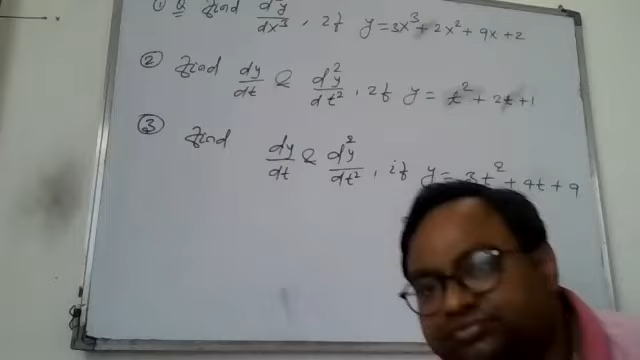 ① Q find d³y/dx³, if y = 3x³ + 2x² + 9x + 2
② find dy/dt & d²y/dt², if y = t² + 2t + 1
③ find dy/dt & d²y/dt², if y = 3t² + 9t + 9